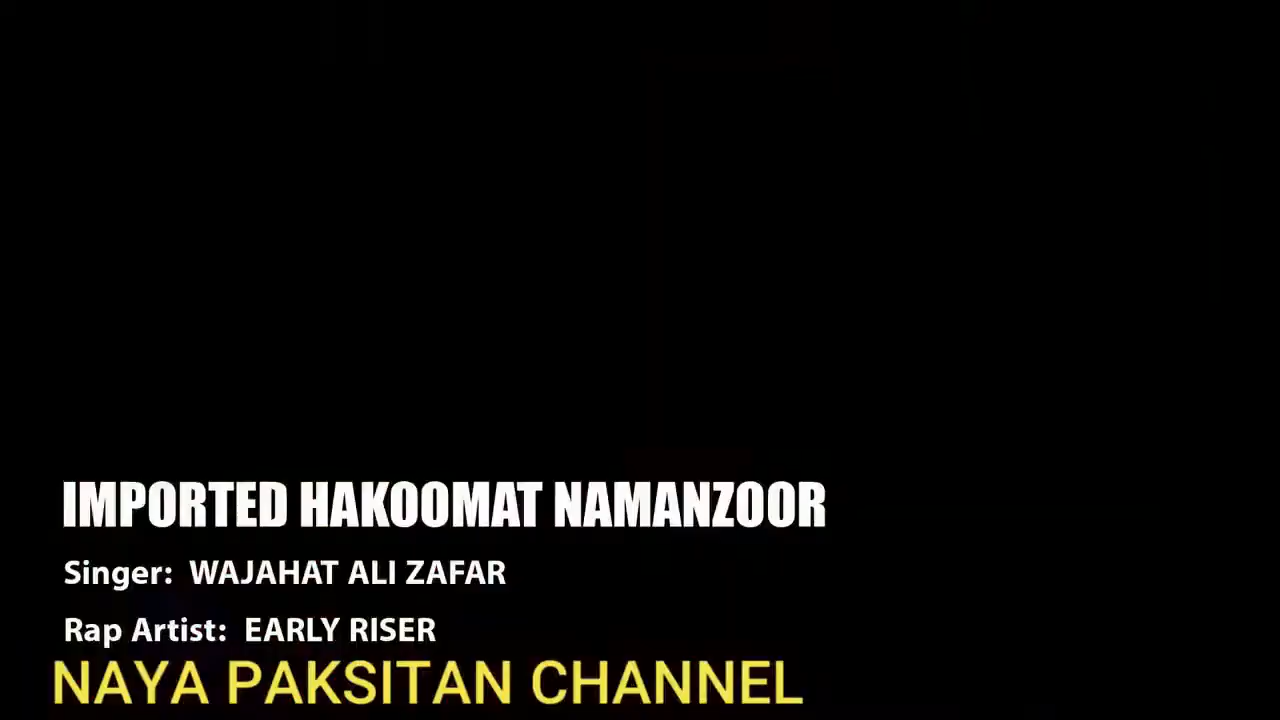 IMPORTED HAKOOMAT NAMANZOOR
Singer: WAJAHAT ALI ZAFAR
Rap Artist: EARLY RISER
NAYA PAKSITAN CHANNEL